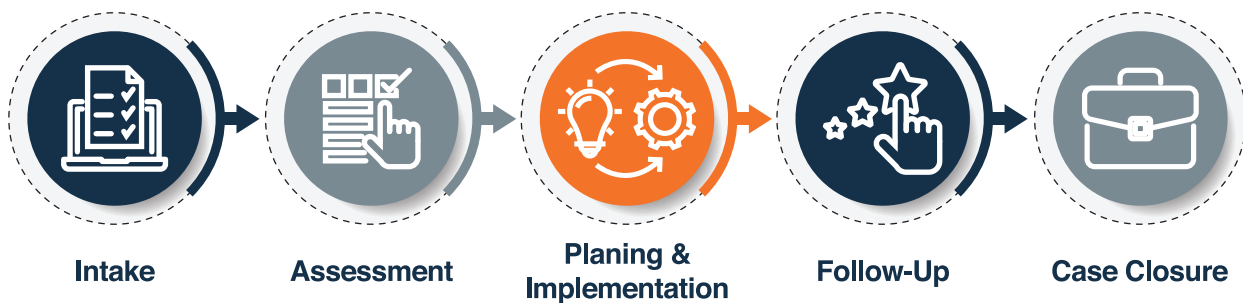 Intake
Assessment
Planing &
Implementation
Follow-Up
Case Closure